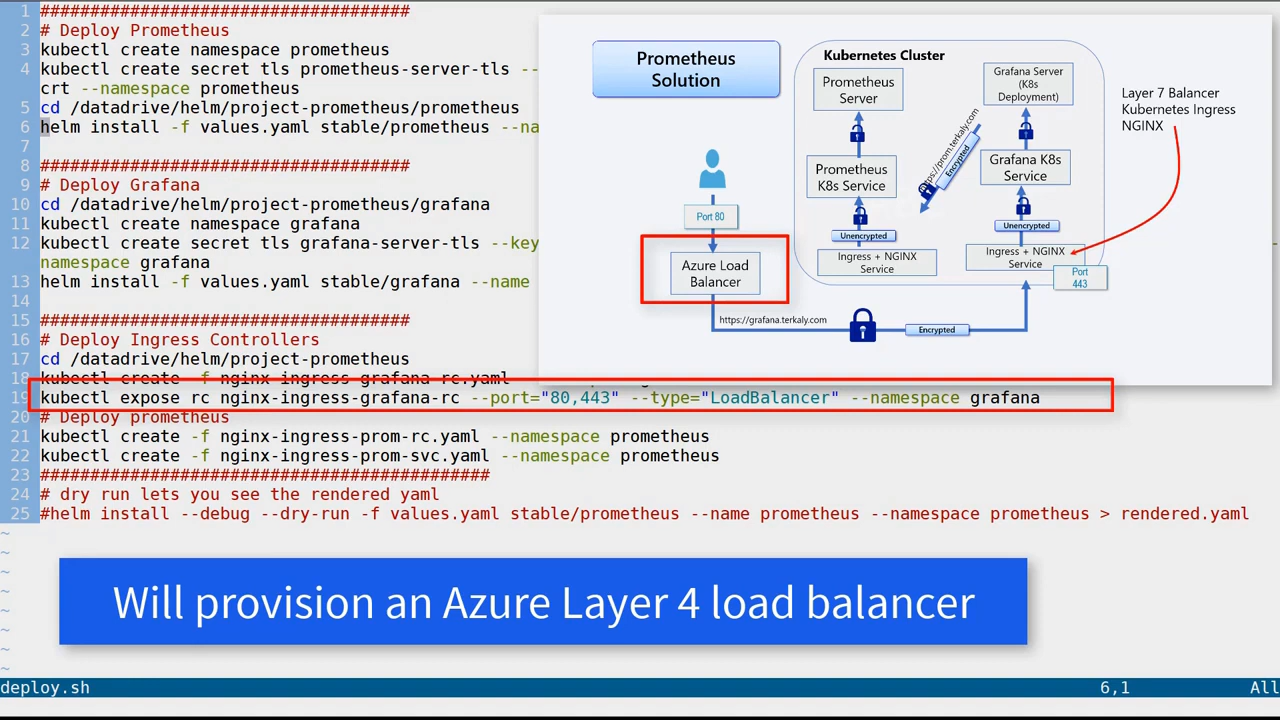 1 #####################################
2 # Deploy Prometheus
3 kubectl create namespace prometheus
4 kubectl create secret tls prometheus-server-tls --
crt --namespace prometheus
5 cd /datadrive/helm/project-prometheus/prometheus
6 helm install -f values.yaml stable/prometheus --na
7
8 #####################################
9 # Deploy Grafana
10 cd /datadrive/helm/project-prometheus/grafana
11 kubectl create namespace grafana
12 kubectl create secret tls grafana-server-tls --key
namespace grafana
13 helm install -f values.yaml stable/grafana --name
14
15 #####################################
16 # Deploy Ingress Controllers
17 cd /datadrive/helm/project-prometheus
18 kubectl create -f nginx-ingress-grafana-rc.yaml
19 kubectl expose rc nginx-ingress-grafana-rc --port="80,443" --type="LoadBalancer" --namespace grafana
20 # Deploy prometheus
21 kubectl create -f nginx-ingress-prom-rc.yaml --namespace prometheus
22 kubectl create -f nginx-ingress-prom-svc.yaml --namespace prometheus
23 #############################################
24 # dry run lets you see the rendered yaml
25 #helm install --debug --dry-run -f values.yaml stable/prometheus --name prometheus --namespace prometheus > rendered.yaml
~
~
~
~
~
~
~
~
deploy.sh 6,1 All
Prometheus
Solution
Port 80
Azure Load
Balancer
https://grafana.terkaly.com
Encrypted
Kubernetes Cluster
Prometheus
Server
Prometheus
K8s Service
Unencrypted
Ingress + NGINX
Service
prom.terkaly.com
Encrypted
Grafana Server
(K8s
Deployment)
Grafana K8s
Service
Unencrypted
Ingress + NGINX
Service
Port
443
Layer 7 Balancer
Kubernetes Ingress
NGINX
Will provision an Azure Layer 4 load balancer